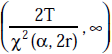 (2T/χ²(α, 2r), ∞)